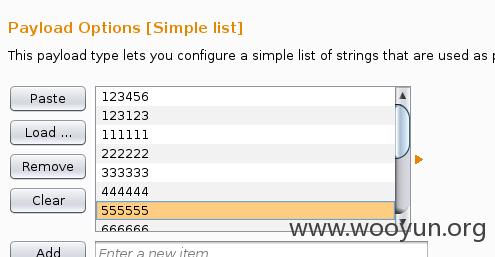 Payload Options [Simple list]
This payload type lets you configure a simple list of strings that are used as
Paste
123456
123123
Load ...
111111
222222
Remove
333333
444444
Clear
555555
666666
www.wooyun.org
Add
Enter a new item